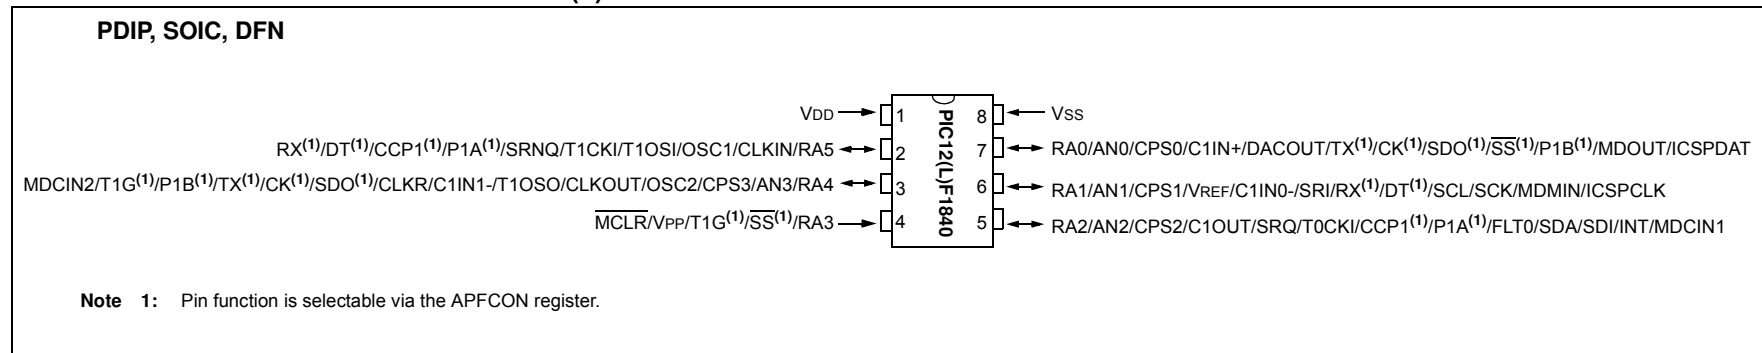 PDIP, SOIC, DFN
VDD
1
8
VSS
RX(1)/DT(1)/CCP1(1)/P1A(1)/SRNQ/T1CKI/T1OSI/OSC1/CLKIN/RA5
2
7
RA0/AN0/CPS0/C1IN+/DACOUT/TX(1)/CK(1)/SDO(1)/SS(1)/P1B(1)/MDOUT/ICSPDAT
MDCIN2/T1G(1)/P1B(1)/TX(1)/CK(1)/SDO(1)/CLKR/C1IN1-/T1OSO/CLKOUT/OSC2/CPS3/AN3/RA4
3
6
RA1/AN1/CPS1/VREF/C1IN0-/SRI/RX(1)/DT(1)/SCL/SCK/MDMIN/ICSPCLK
MCLR/VPP/T1G(1)/SS(1)/RA3
4
5
RA2/AN2/CPS2/C1OUT/SRQ/T0CKI/CCP1(1)/P1A(1)/FLT0/SDA/SDI/INT/MDCIN1
PIC12(L)F1840
Note 1: Pin function is selectable via the APFCON register.